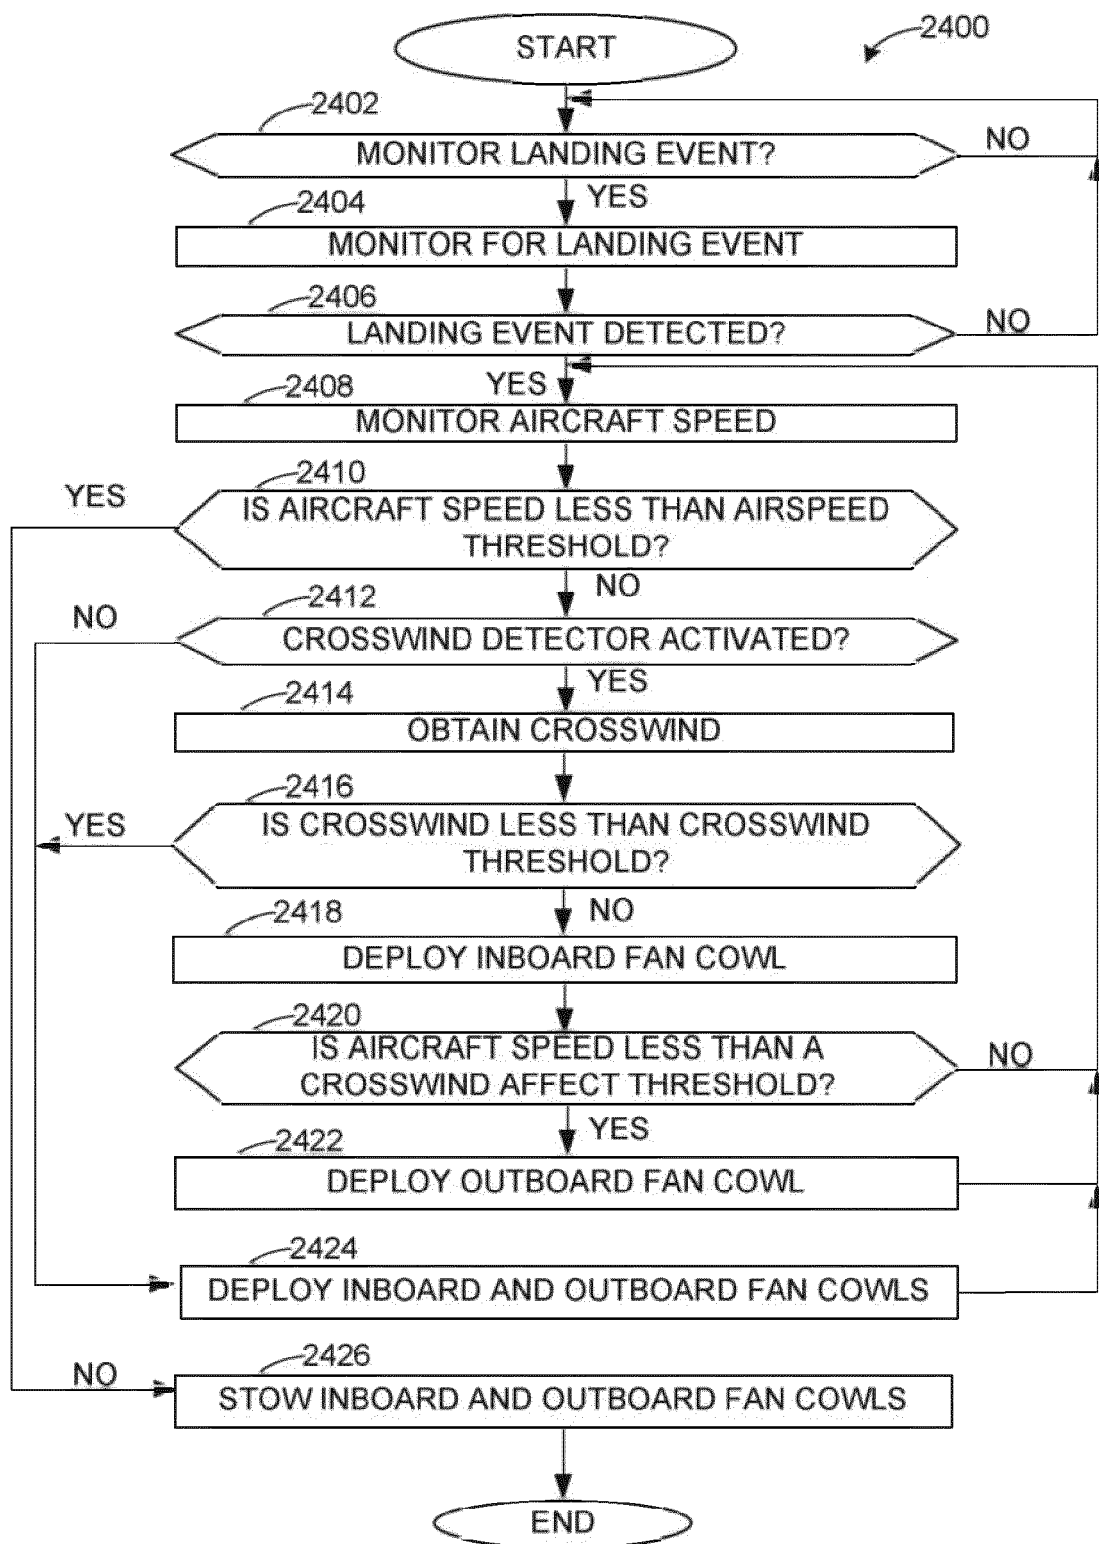 START
2400
2402
MONITOR LANDING EVENT?
NO
YES
2404
MONITOR FOR LANDING EVENT
2406
LANDING EVENT DETECTED?
NO
YES
2408
MONITOR AIRCRAFT SPEED
2410
YES
IS AIRCRAFT SPEED LESS THAN AIRSPEED
THRESHOLD?
NO
2412
NO
CROSSWIND DETECTOR ACTIVATED?
YES
2414
OBTAIN CROSSWIND
2416
YES
IS CROSSWIND LESS THAN CROSSWIND
THRESHOLD?
NO
2418
DEPLOY INBOARD FAN COWL
2420
IS AIRCRAFT SPEED LESS THAN A
CROSSWIND AFFECT THRESHOLD?
NO
YES
2422
DEPLOY OUTBOARD FAN COWL
2424
DEPLOY INBOARD AND OUTBOARD FAN COWLS
2426
NO
STOW INBOARD AND OUTBOARD FAN COWLS
END